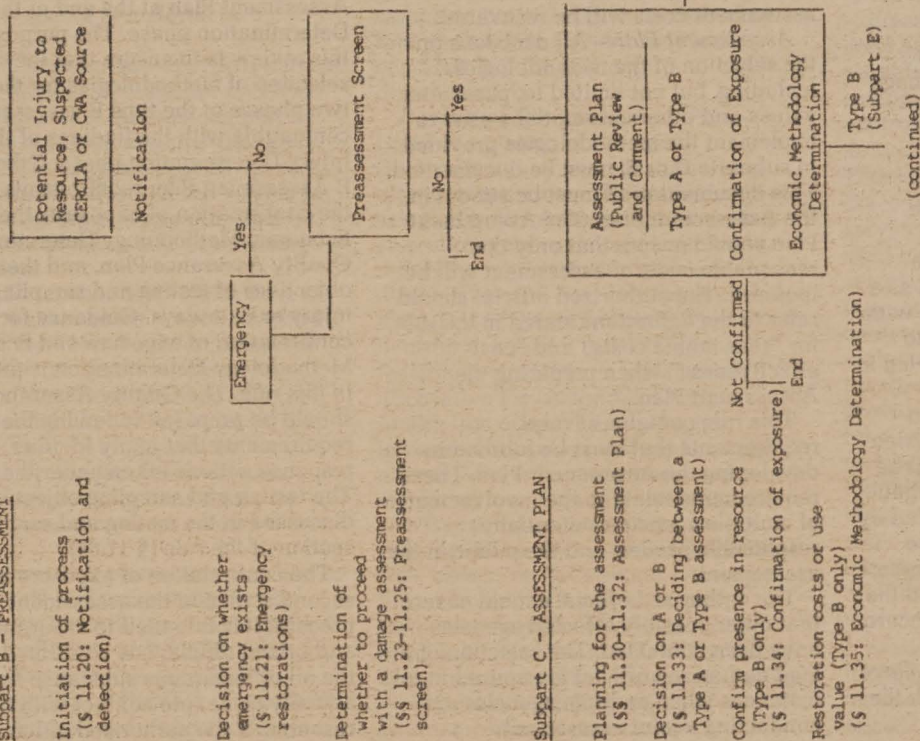 Subpart B - PREASSESSMENT
Initiation of process
(§ 11.20: Notification and
detection)
Decision on whether
emergency exists
(§ 11.21: Emergency
restorations)
Determination of
whether to proceed
with a damage assessment
(§§ 11.23-11.25: Preassessment
screen)
Subpart C - ASSESSMENT PLAN
Planning for the assessment
(§§ 11.30-11.32: Assessment Plan)
Decision on A or B
(§ 11.33: Deciding between a
Type A or Type B assessment)
Confirm presence in resource
(Type B only)
(§ 11.34: Confirmation of exposure)
Restoration costs or use
value (Type B only)
(§ 11.35: Economic Methodology Determination)
Potential Injury to
Resource, Suspected
CERCLA or CWA Source
Notification
Emergency
Yes
No
Preassessment Screen
No
Yes
End
Assessment Plan
(Public Review
and Comment)
Type A or Type B
Not Confirmed
Confirmation of Exposure
End
Economic Methodology
Determination
Type B
(Subpart E)
(continued)